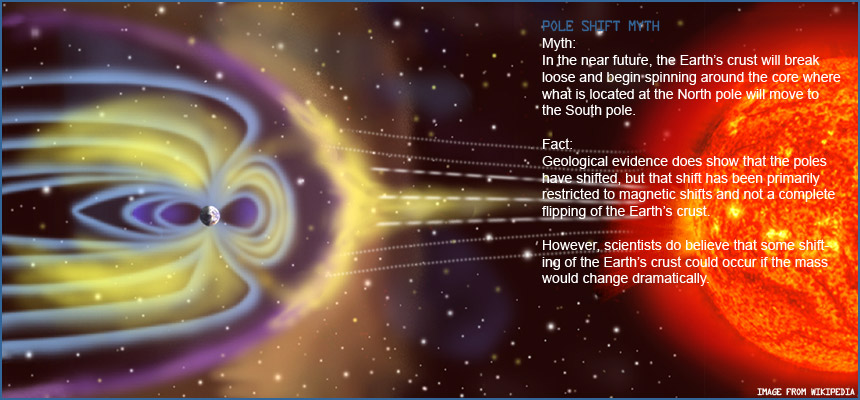 POLE SHIFT MYTH
Myth:
In the near future, the Earth's crust will break
loose and begin spinning around the core where
what is located at the North pole will move to
the South pole.
Fact:
Geological evidence does show that the poles
have shifted, but that shift has been primarily
restricted to magnetic shifts and not a complete
flipping of the Earth's crust.
However, scientists do believe that some shift-
ing of the Earth's crust could occur if the mass
would change dramatically.
IMAGE FROM WIKIPEDIA